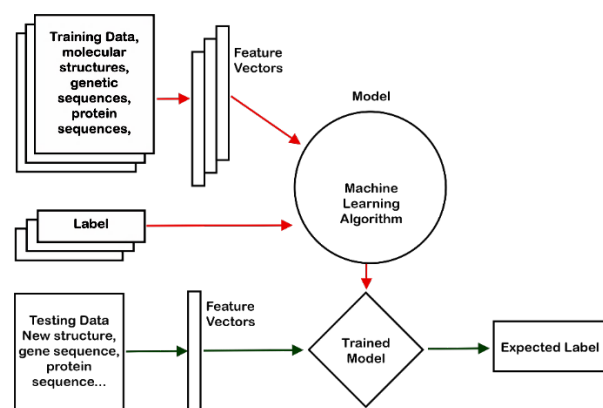 Training Data,
molecular
structures,
genetic
sequences,
protein
sequences,
Feature
Vectors
Model
Machine
Learning
Algorithm
Label
Testing Data
New structure,
gene sequence,
protein
sequence...
Feature
Vectors
Trained
Model
Expected Label